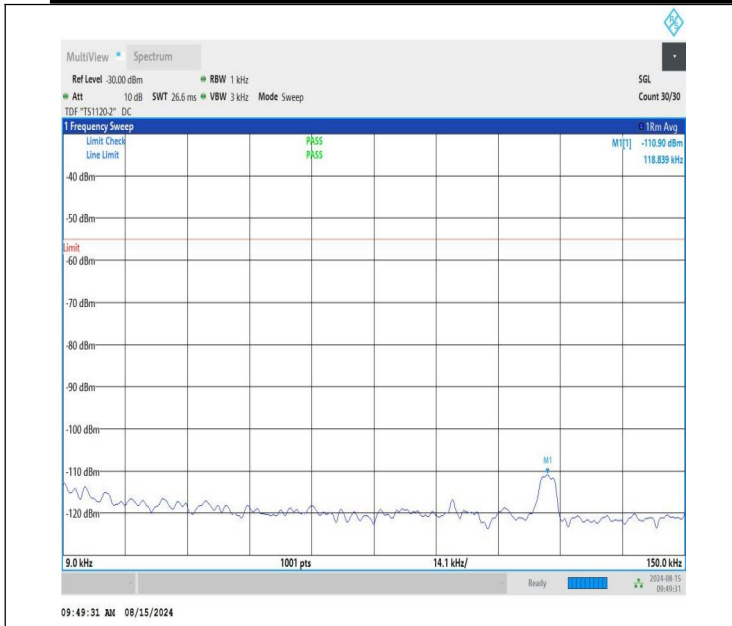 MultiView Spectrum
Ref Level -30.00 dBm RBW 1 kHz SGL
Att 10 dB SWT 26.6 ms VBW 3 kHz Mode Sweep Count 30/30
TDF "TS1120-2" DC
1 Frequency Sweep 1Rm Avg
Limit Check PASS M1[1] -110.90 dBm
Line Limit PASS 118.839 kHz
-40 dBm
-50 dBm
Limit
-60 dBm
-70 dBm
-80 dBm
-90 dBm
-100 dBm
M1
-110 dBm
-120 dBm
9.0 kHz 1001 pts 14.1 kHz/ 150.0 kHz
Ready 2024-08-15
09:49:31
09:49:31 AM 08/15/2024